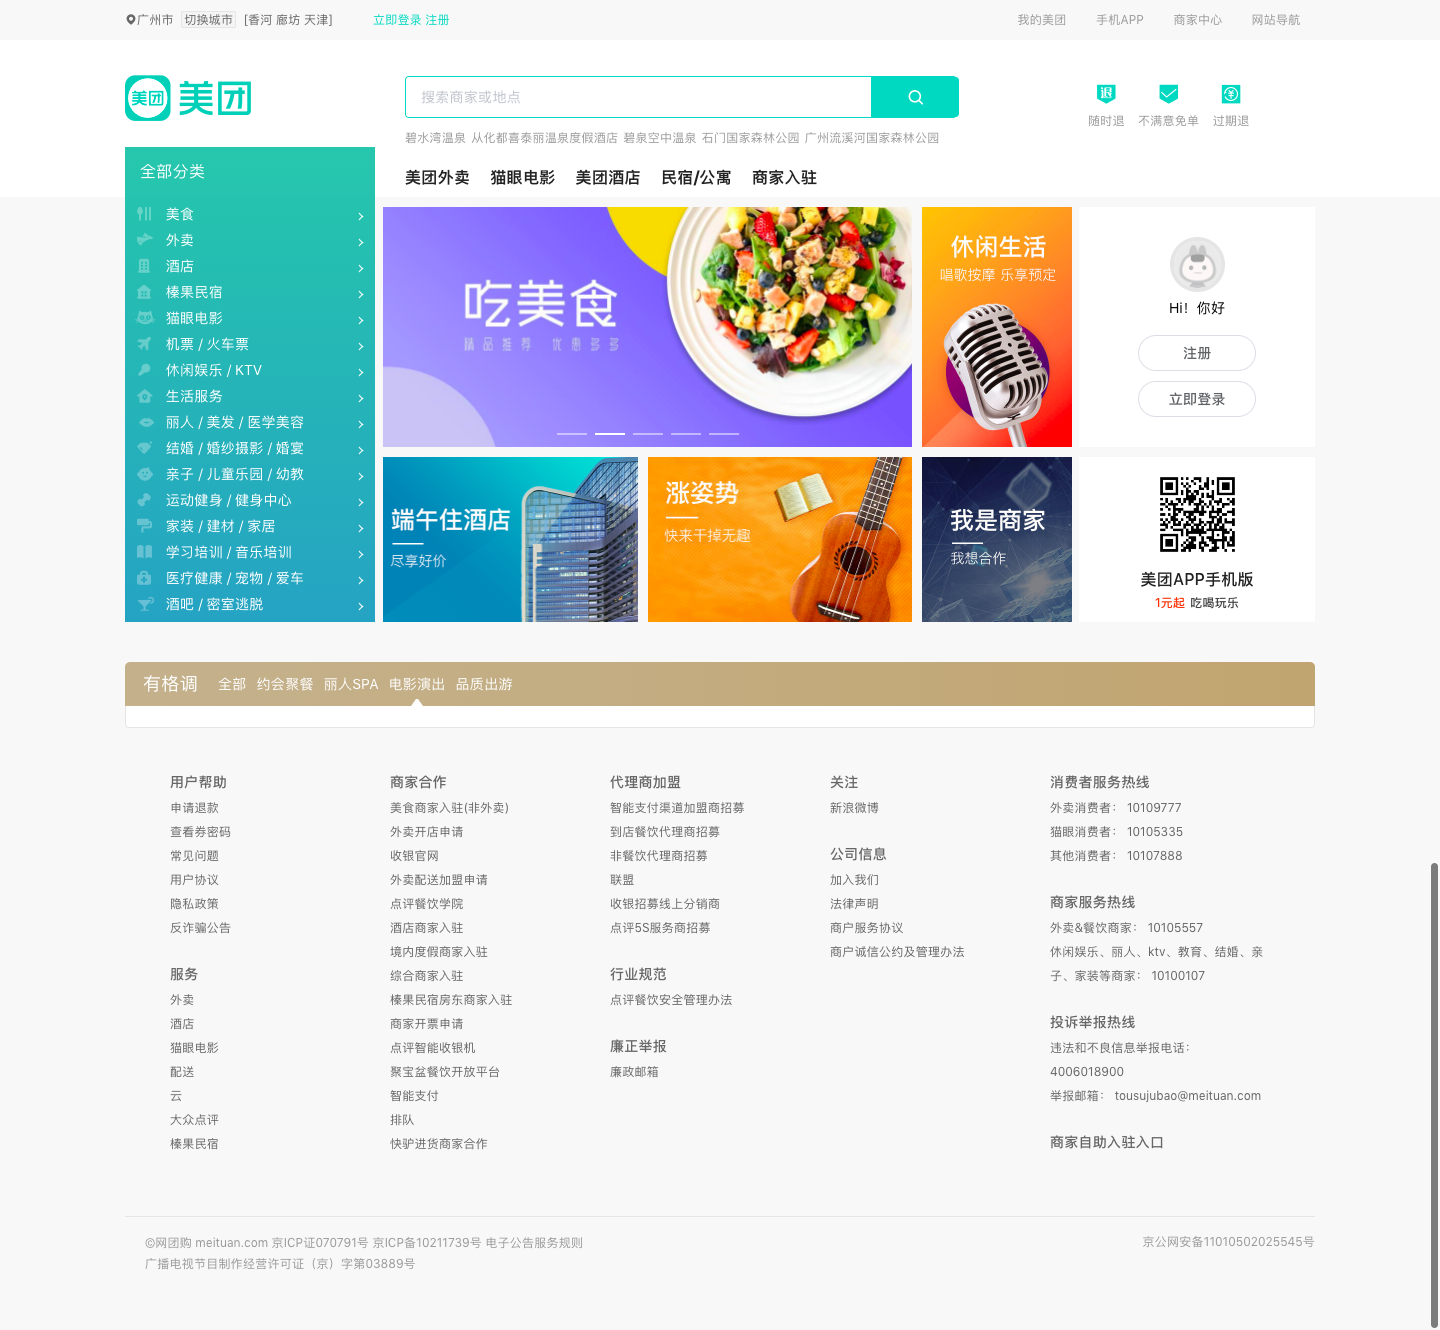 广州市 切换城市 [香河 廊坊 天津] 立即登录 注册 我的美团 手机APP 商家中心 网站导航
美团 美团
搜索商家或地点
随时退 不满意免单 过期退
碧水湾温泉 从化都喜泰丽温泉度假酒店 碧泉空中温泉 石门国家森林公园 广州流溪河国家森林公园
全部分类
美团外卖 猫眼电影 美团酒店 民宿/公寓 商家入驻
美食
外卖
酒店
榛果民宿
猫眼电影
机票 / 火车票
休闲娱乐 / KTV
生活服务
丽人 / 美发 / 医学美容
结婚 / 婚纱摄影 / 婚宴
亲子 / 儿童乐园 / 幼教
运动健身 / 健身中心
家装 / 建材 / 家居
学习培训 / 音乐培训
医疗健康 / 宠物 / 爱车
酒吧 / 密室逃脱
吃美食
精品推荐 优惠多多
休闲生活
唱歌按摩 乐享预定
Hi！你好
注册
立即登录
端午住酒店
尽享好价
涨姿势
快来干掉无趣
我是商家
我想合作
美团APP手机版
1元起 吃喝玩乐
有格调 全部 约会聚餐 丽人SPA 电影演出 品质出游
用户帮助
申请退款
查看券密码
常见问题
用户协议
隐私政策
反诈骗公告
服务
外卖
酒店
猫眼电影
配送
云
大众点评
榛果民宿
商家合作
美食商家入驻(非外卖)
外卖开店申请
收银官网
外卖配送加盟申请
点评餐饮学院
酒店商家入驻
境内度假商家入驻
综合商家入驻
榛果民宿房东商家入驻
商家开票申请
点评智能收银机
聚宝盆餐饮开放平台
智能支付
排队
快驴进货商家合作
代理商加盟
智能支付渠道加盟商招募
到店餐饮代理商招募
非餐饮代理商招募
联盟
收银招募线上分销商
点评5S服务商招募
行业规范
点评餐饮安全管理办法
廉正举报
廉政邮箱
关注
新浪微博
公司信息
加入我们
法律声明
商户服务协议
商户诚信公约及管理办法
消费者服务热线
外卖消费者： 10109777
猫眼消费者： 10105335
其他消费者： 10107888
商家服务热线
外卖&餐饮商家： 10105557
休闲娱乐、丽人、ktv、教育、结婚、亲
子、家装等商家： 10100107
投诉举报热线
违法和不良信息举报电话：
4006018900
举报邮箱： tousujubao@meituan.com
商家自助入驻入口
©网团购 meituan.com 京ICP证070791号 京ICP备10211739号 电子公告服务规则
广播电视节目制作经营许可证（京）字第03889号
京公网安备11010502025545号